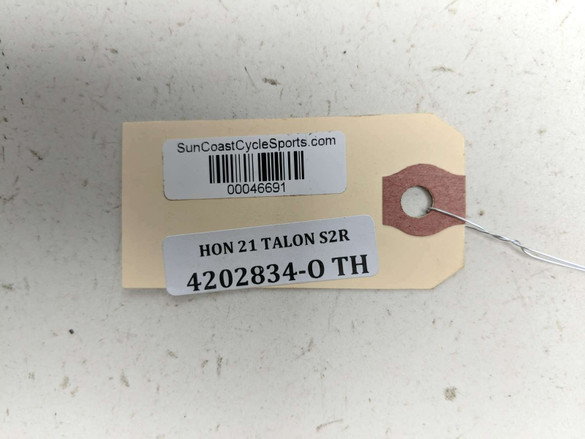 SunCoastCycleSports.com
00046691
HON 21 TALON S2R
4202834-O TH